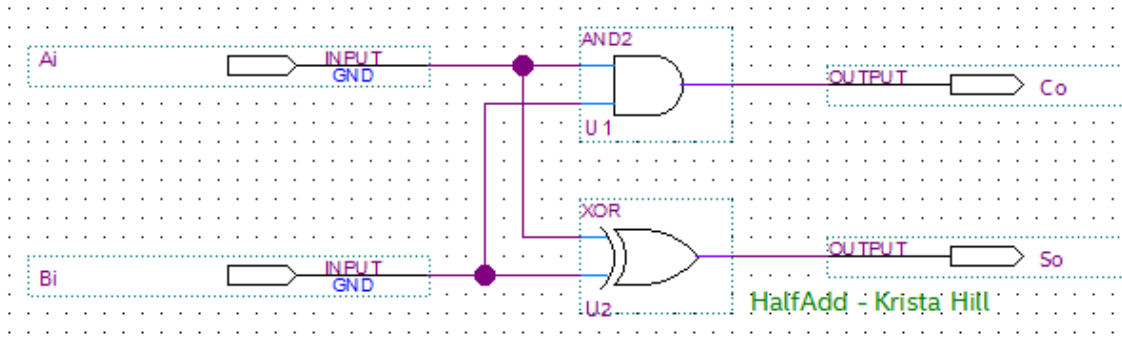 AND2
Ai
INPUT
GND
OUTPUT
Co
U1
XOR
Bi
INPUT
GND
OUTPUT
So
U2
HalfAdd - Krista Hill